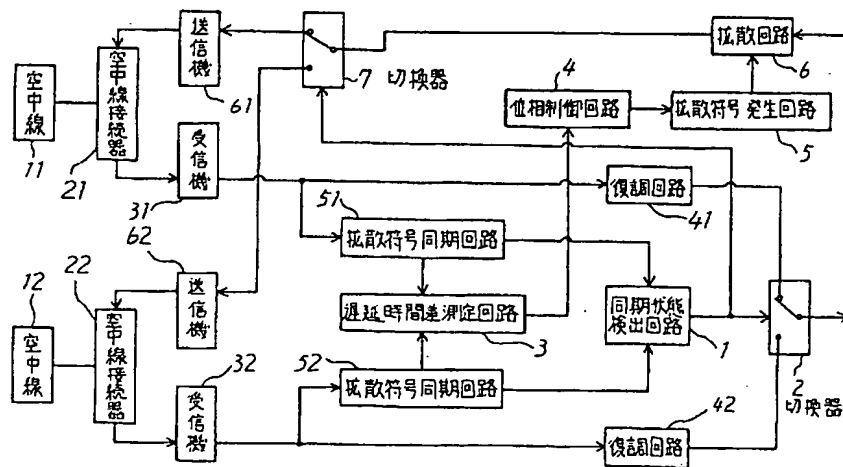 送信機
61
7 切換器
拡散回路
6
4
位相制御回路
拡散符号発生回路
5
空中線
11
空中線接続器
21
受信機
31
復調回路
41
51
拡散符号同期回路
62
送信機
遅延時間差測定回路
3
同期状態
検出回路
1
2
切換器
12
空中線
22
空中線接続器
32
受信機
52
拡散符号同期回路
42
復調回路